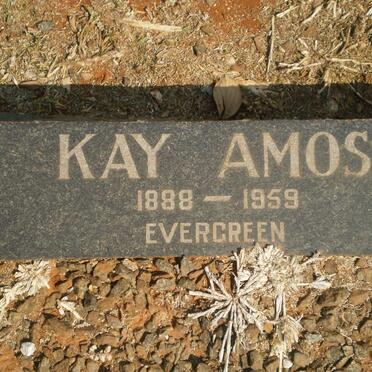 KAY AMOS
1888 – 1959
EVERGREEN